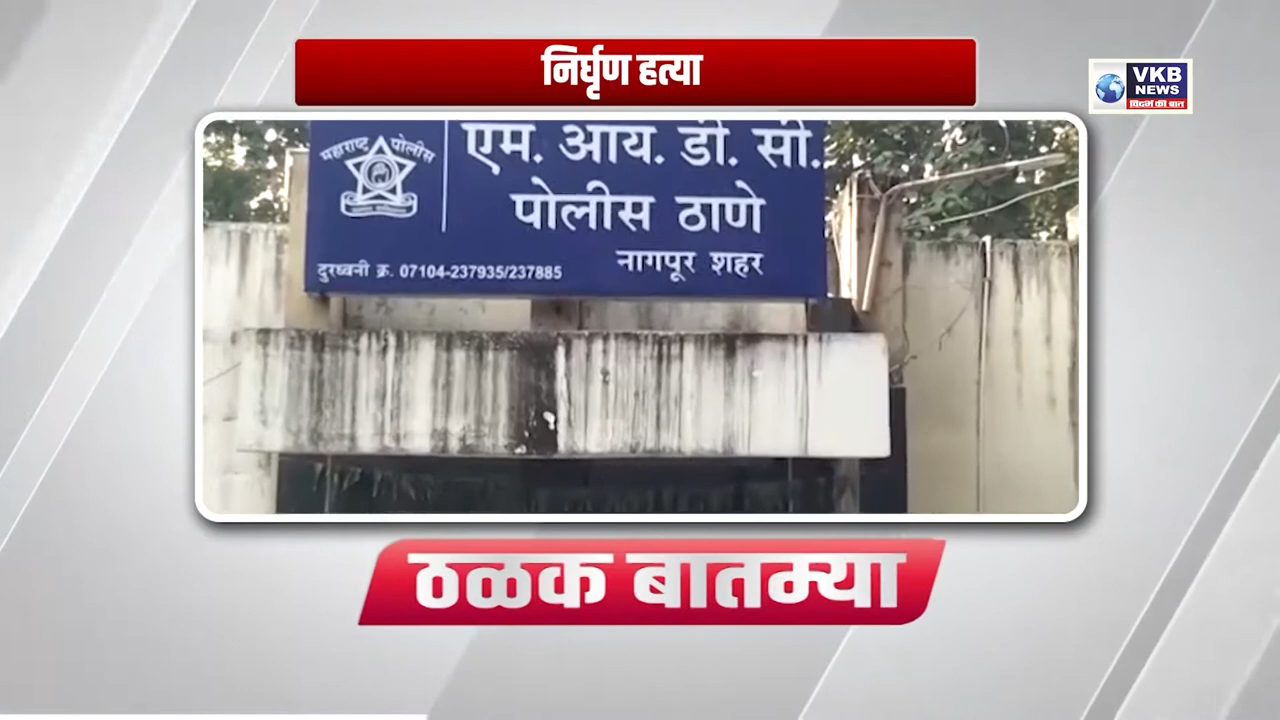 निर्घृण हत्या
VKB
NEWS
विदर्भ की बात
महाराष्ट्र पोलीस
एम. आय. डी. सी.
पोलीस ठाणे
नागपूर शहर
दुरध्वनी क्र. 07104-237935/237885
ठळक बातम्या